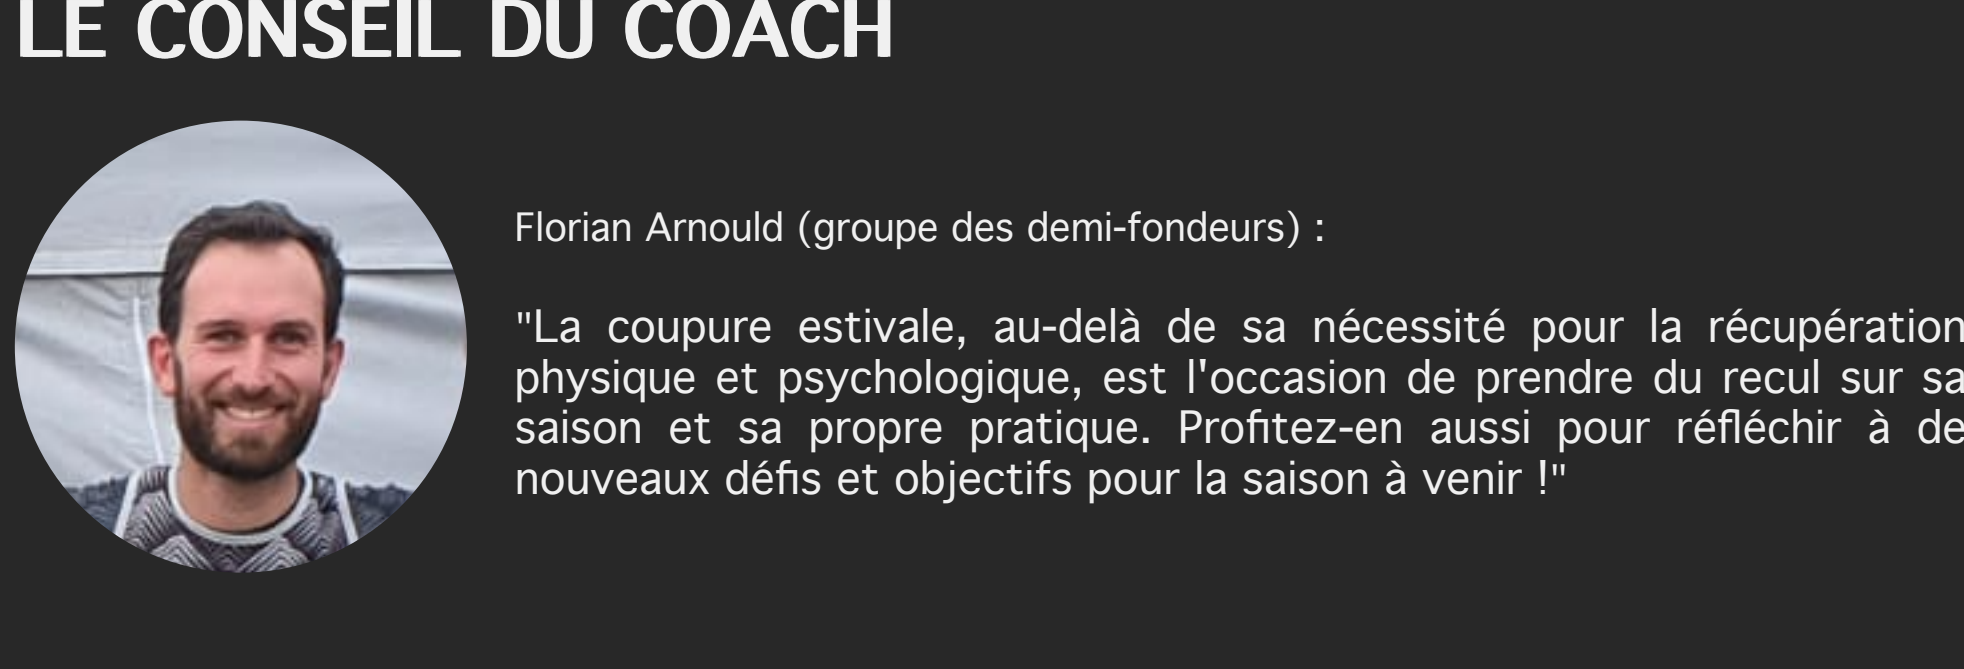 LE CONSEIL DU COACH
Florian Arnould (groupe des demi-fondeurs) :
"La coupure estivale, au-delà de sa nécessité pour la récupération
physique et psychologique, est l'occasion de prendre du recul sur sa
saison et sa propre pratique. Profitez-en aussi pour réfléchir à de
nouveaux défis et objectifs pour la saison à venir !"